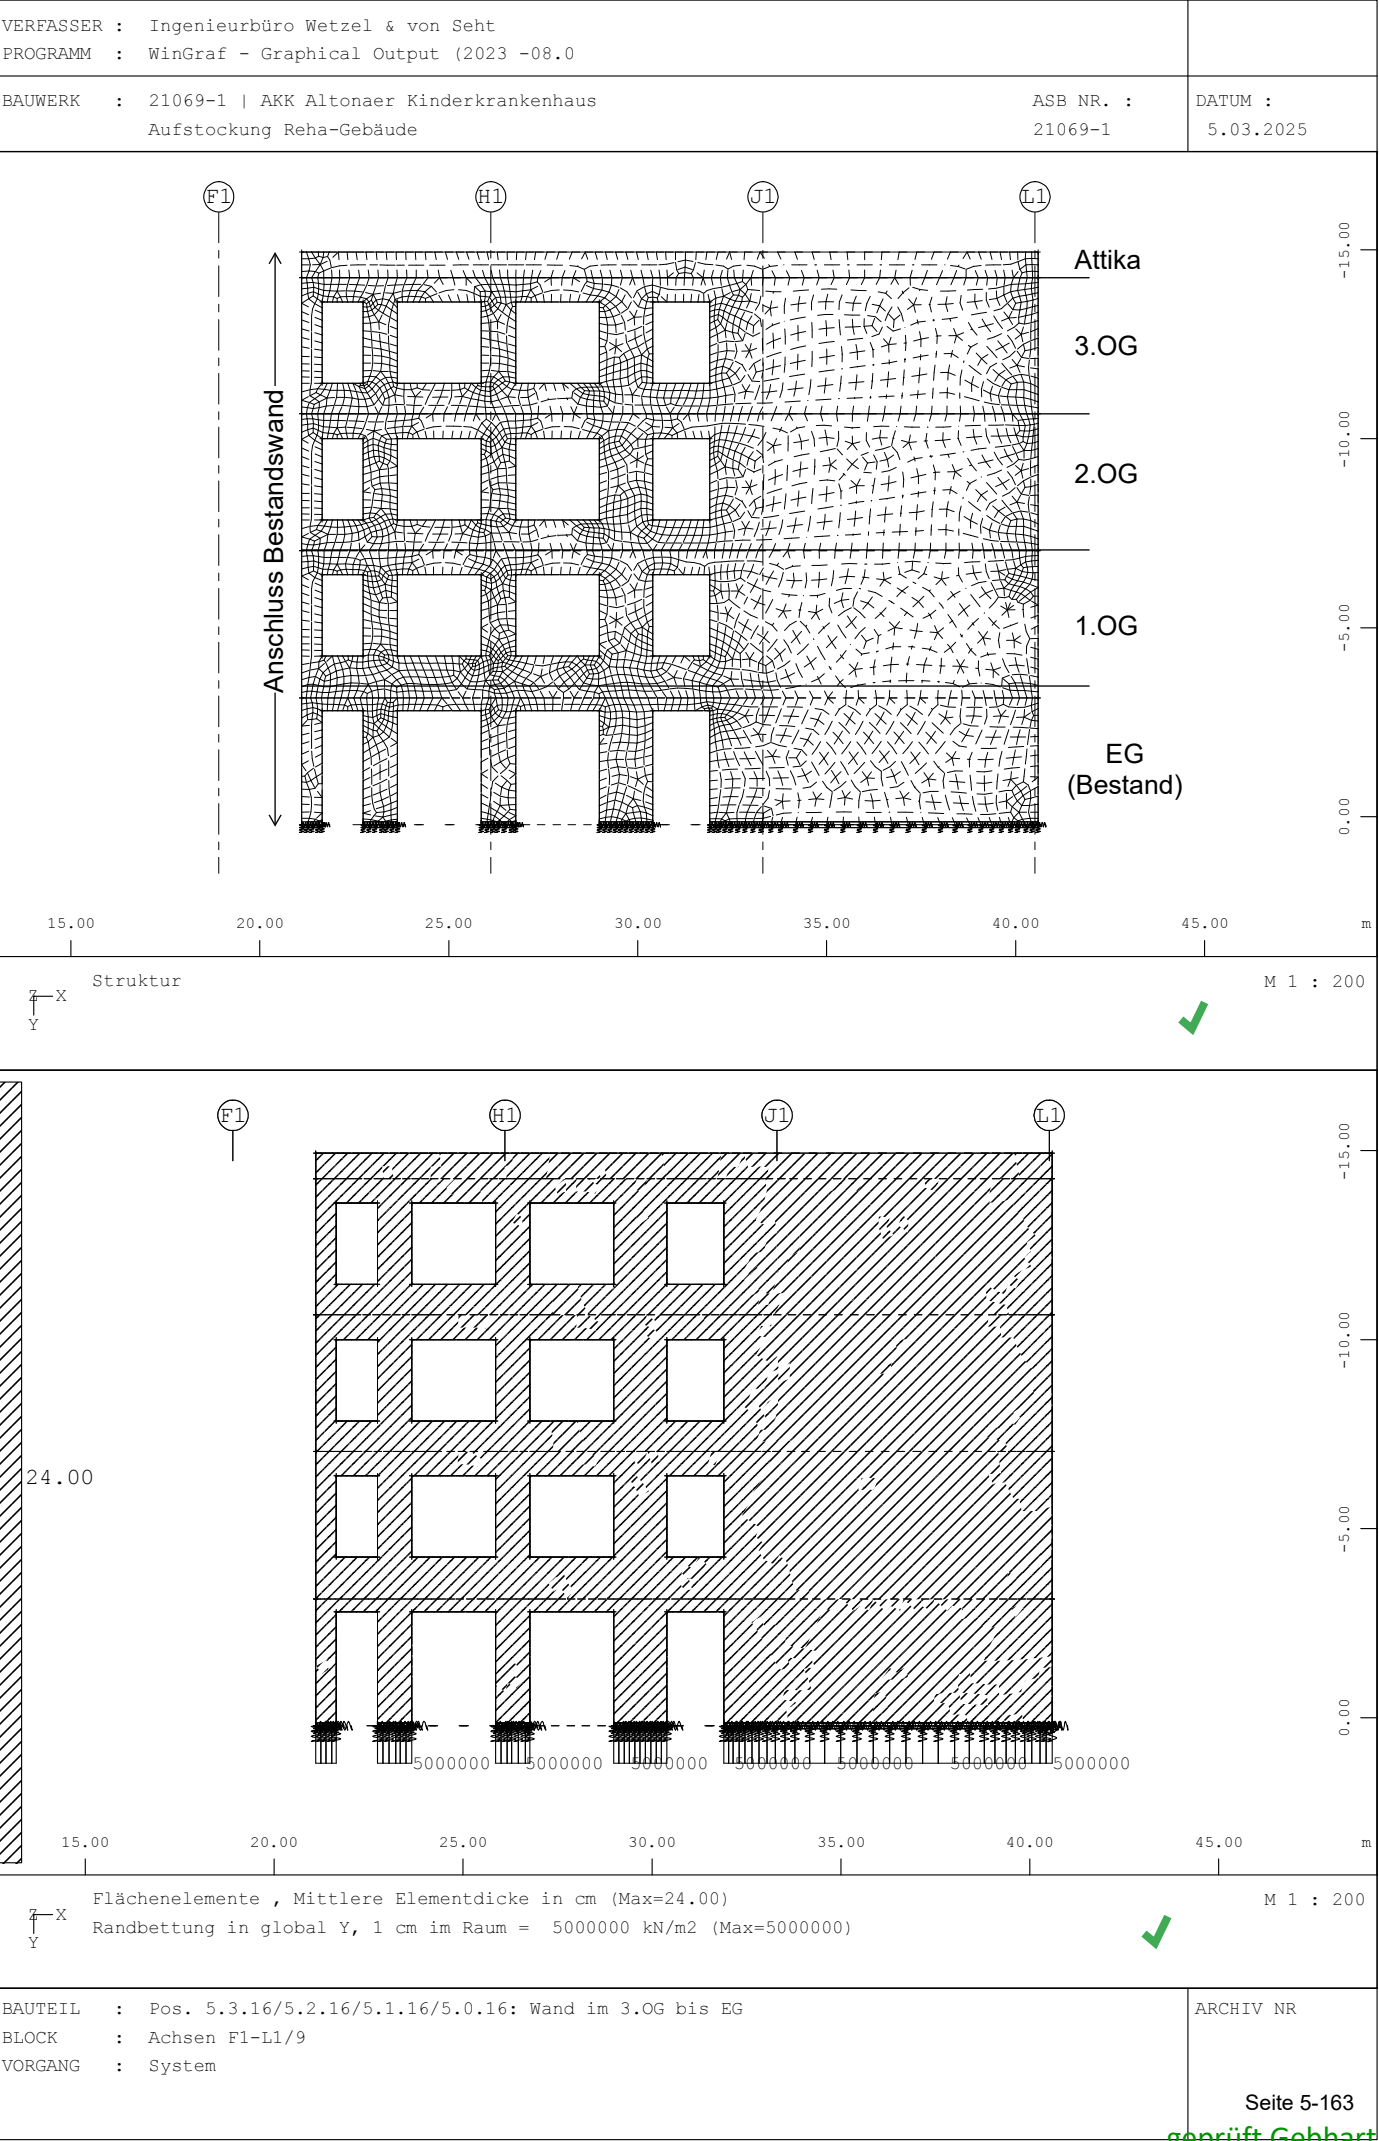 VERFASSER : Ingenieurbüro Wetzel & von Seht
PROGRAMM : WinGraf - Graphical Output (2023 -08.0
BAUWERK : 21069-1 | AKK Altonaer Kinderkrankenhaus
Aufstockung Reha-Gebäude
ASB NR. :
21069-1
DATUM :
5.03.2025
F1 H1 J1 L1
Attika
3.OG
2.OG
1.OG
EG
(Bestand)
Anschluss Bestandswand
-15.00
-10.00
-5.00
0.00
15.00 20.00 25.00 30.00 35.00 40.00 45.00 m
Struktur
M 1 : 200
Z X
Y
F1 H1 J1 L1
24.00
-15.00
-10.00
-5.00
0.00
5000000 5000000 5000000 5000000 5000000 5000000 5000000
15.00 20.00 25.00 30.00 35.00 40.00 45.00 m
Flächenelemente , Mittlere Elementdicke in cm (Max=24.00)
M 1 : 200
Randbettung in global Y, 1 cm im Raum = 5000000 kN/m2 (Max=5000000)
Z X
Y
BAUTEIL : Pos. 5.3.16/5.2.16/5.1.16/5.0.16: Wand im 3.OG bis EG
BLOCK : Achsen F1-L1/9
VORGANG : System
ARCHIV NR
Seite 5-163
geprüft Gebhart